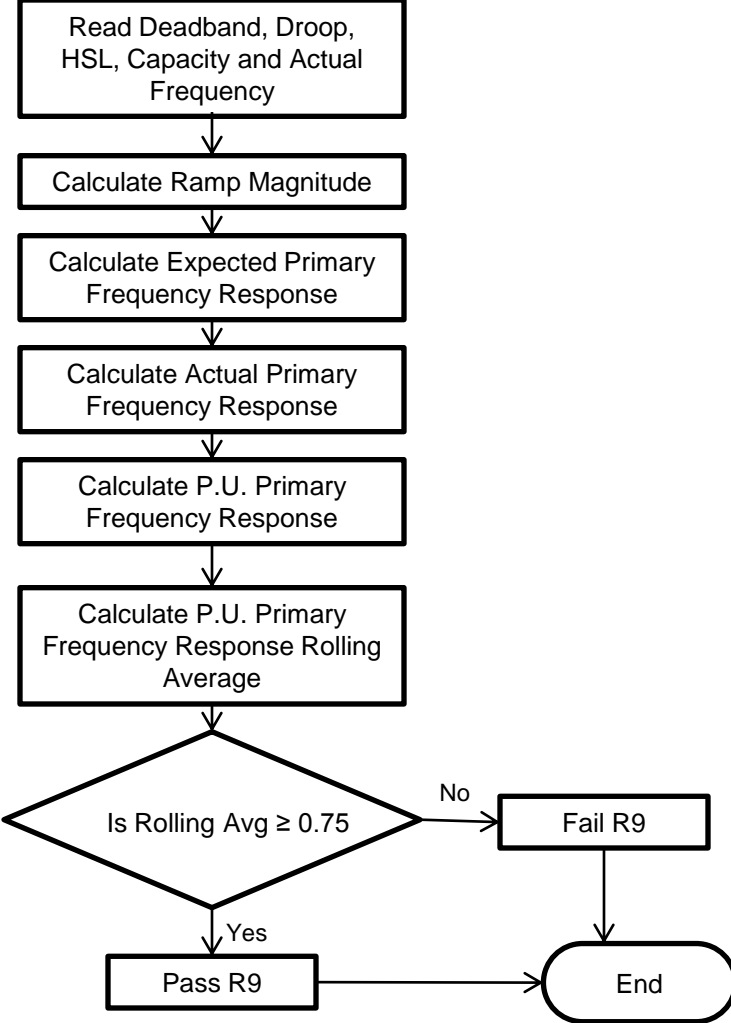 Read Deadband, Droop,
HSL, Capacity and Actual
Frequency
Calculate Ramp Magnitude
Calculate Expected Primary
Frequency Response
Calculate Actual Primary
Frequency Response
Calculate P.U. Primary
Frequency Response
Calculate P.U. Primary
Frequency Response Rolling
Average
Is Rolling Avg ≥ 0.75
No
Fail R9
Yes
Pass R9
End